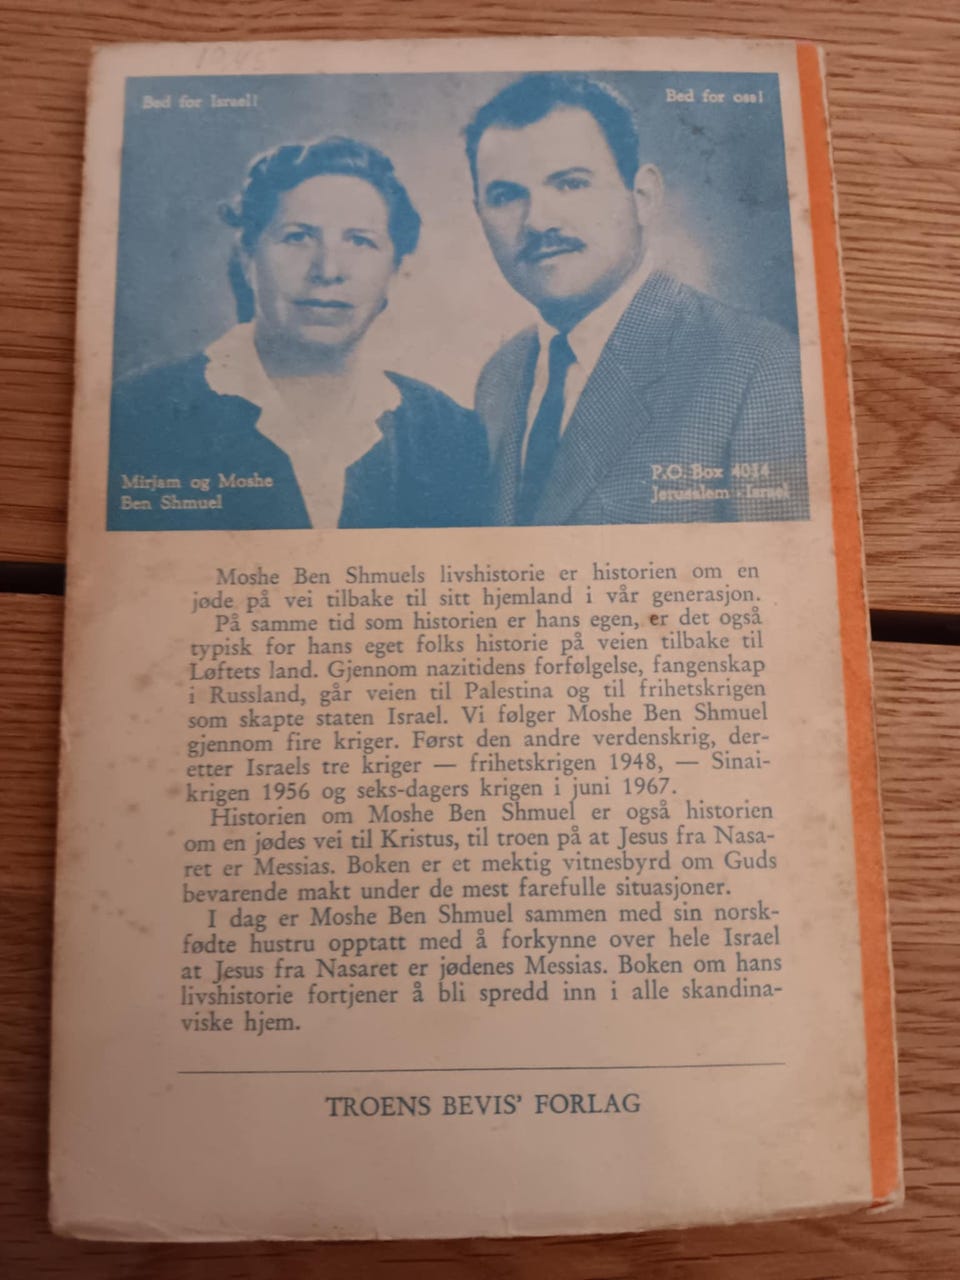 Bed for Israel!
Bed for oss!
Mirjam og Moshe
Ben Shmuel
P.O. Box 4014
Jerusalem - Israel
Moshe Ben Shmuels livshistorie er historien om en
jøde på vei tilbake til sitt hjemland i vår generasjon.
På samme tid som historien er hans egen, er det også
typisk for hans eget folks historie på veien tilbake til
Løftets land. Gjennom nazitidens forfølgelse, fangenskap
i Russland, går veien til Palestina og til frihetskrigen
som skapte staten Israel. Vi følger Moshe Ben Shmuel
gjennom fire kriger. Først den andre verdenskrig, der-
etter Israels tre kriger — frihetskrigen 1948, — Sinai-
krigen 1956 og seks-dagers krigen i juni 1967.
Historien om Moshe Ben Shmuel er også historien
om en jødes vei til Kristus, til troen på at Jesus fra Nasa-
ret er Messias. Boken er et mektig vitnesbyrd om Guds
bevarende makt under de mest farefulle situasjoner.
I dag er Moshe Ben Shmuel sammen med sin norsk-
fødte hustru opptatt med å forkynne over hele Israel
at Jesus fra Nasaret er jødenes Messias. Boken om hans
livshistorie fortjener å bli spredd inn i alle skandina-
viske hjem.
TROENS BEVIS' FORLAG